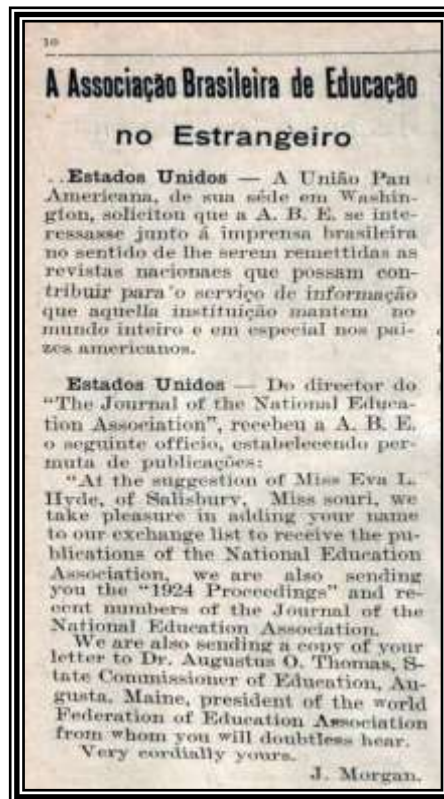 10
A Associação Brasileira de Educação
no Estrangeiro
..Estados Unidos — A União Pan
Americana, de sua séde em Washin-
gton, solicitou que a A. B. E. se inte-
ressasse junto á imprensa brasileira
no sentido de lhe serem remettidas as
revistas nacionaes que possam con-
tribuir para o serviço de informação
que aquella instituição mantem no
mundo inteiro e em especial nos pai-
zes americanos.
Estados Unidos — Do director do
"The Journal of the National Educa-
tion Association", recebeu a A. B. E.
o seguinte officio, estabelecendo per-
muta de publicações:
"At the suggestion of Miss Eva L.
Hyde, of Salisbury, Miss souri, we
take pleasure in adding your name
to our exchange list to receive the pu-
blications of the National Education
Association, we are also sending
you the "1924 Proceedings" and re-
cent numbers of the Journal of the
National Education Association.
We are also sending a copy of your
letter to Dr. Augustus O. Thomas, S-
tate Commissioner of Education, Au-
gusta, Maine, president of the world
Federation of Education Association
from whom you will doubtless hear.
Very cordially yours.
J. Morgan.